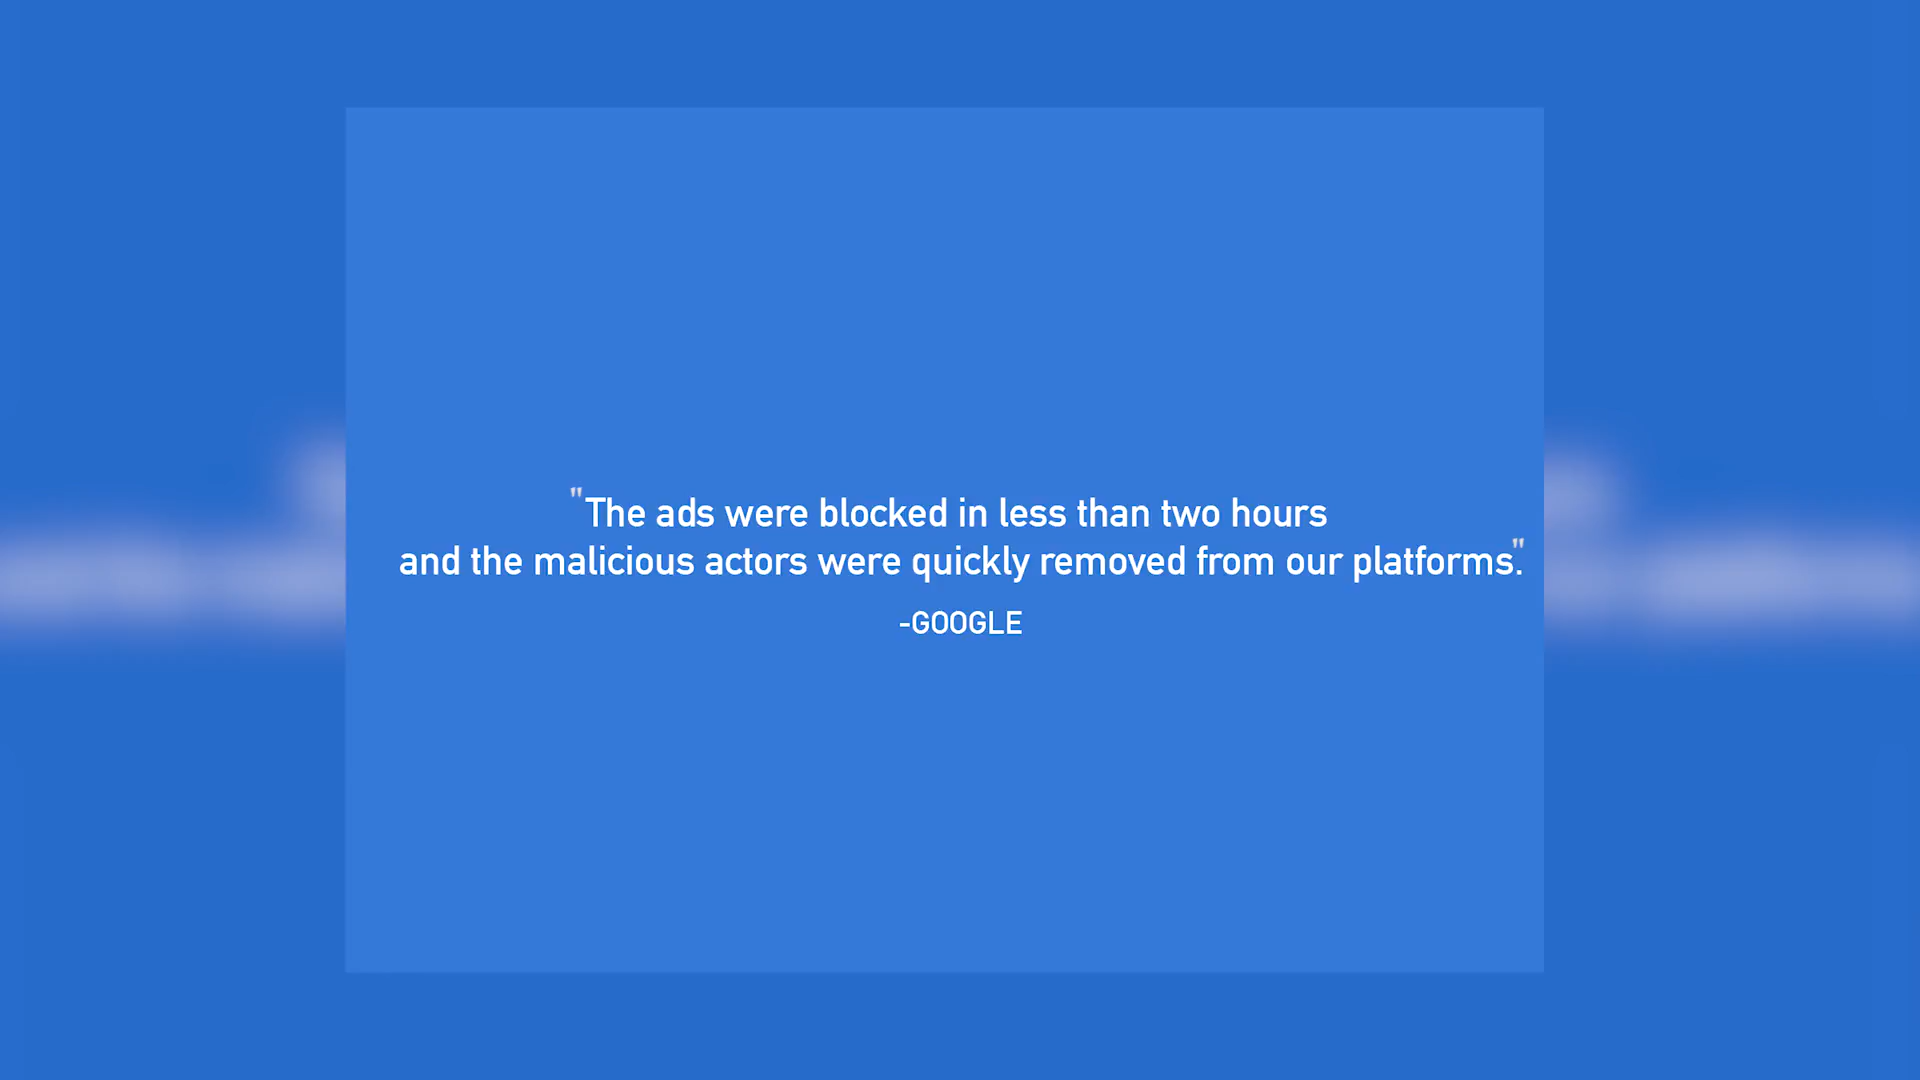 "The ads were blocked in less than two hours
and the malicious actors were quickly removed from our platforms."
-GOOGLE